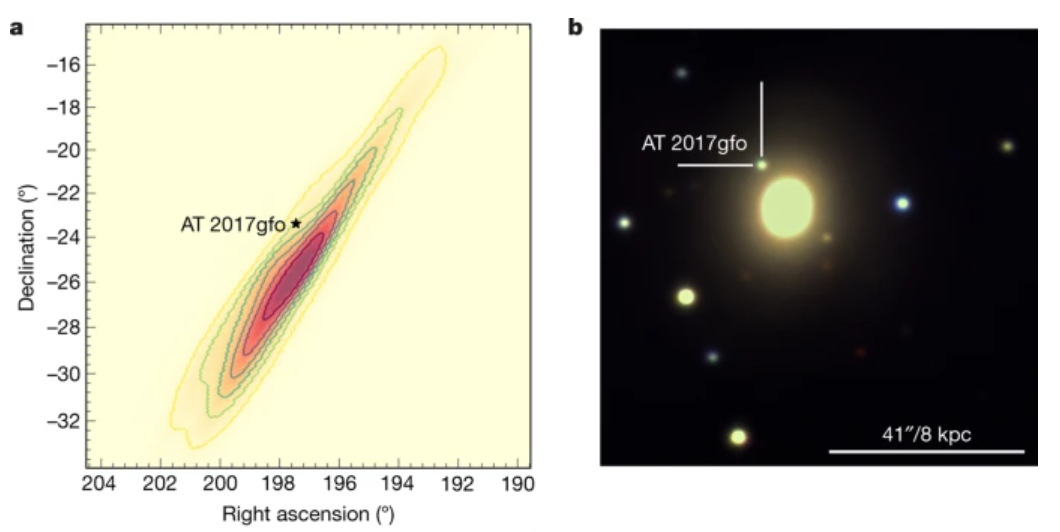 a
−16
−18
−20
−22
−24
−26
−28
−30
−32
Declination (°)
AT 2017gfo
204 202 200 198 196 194 192 190
Right ascension (°)
b
AT 2017gfo
41″/8 kpc